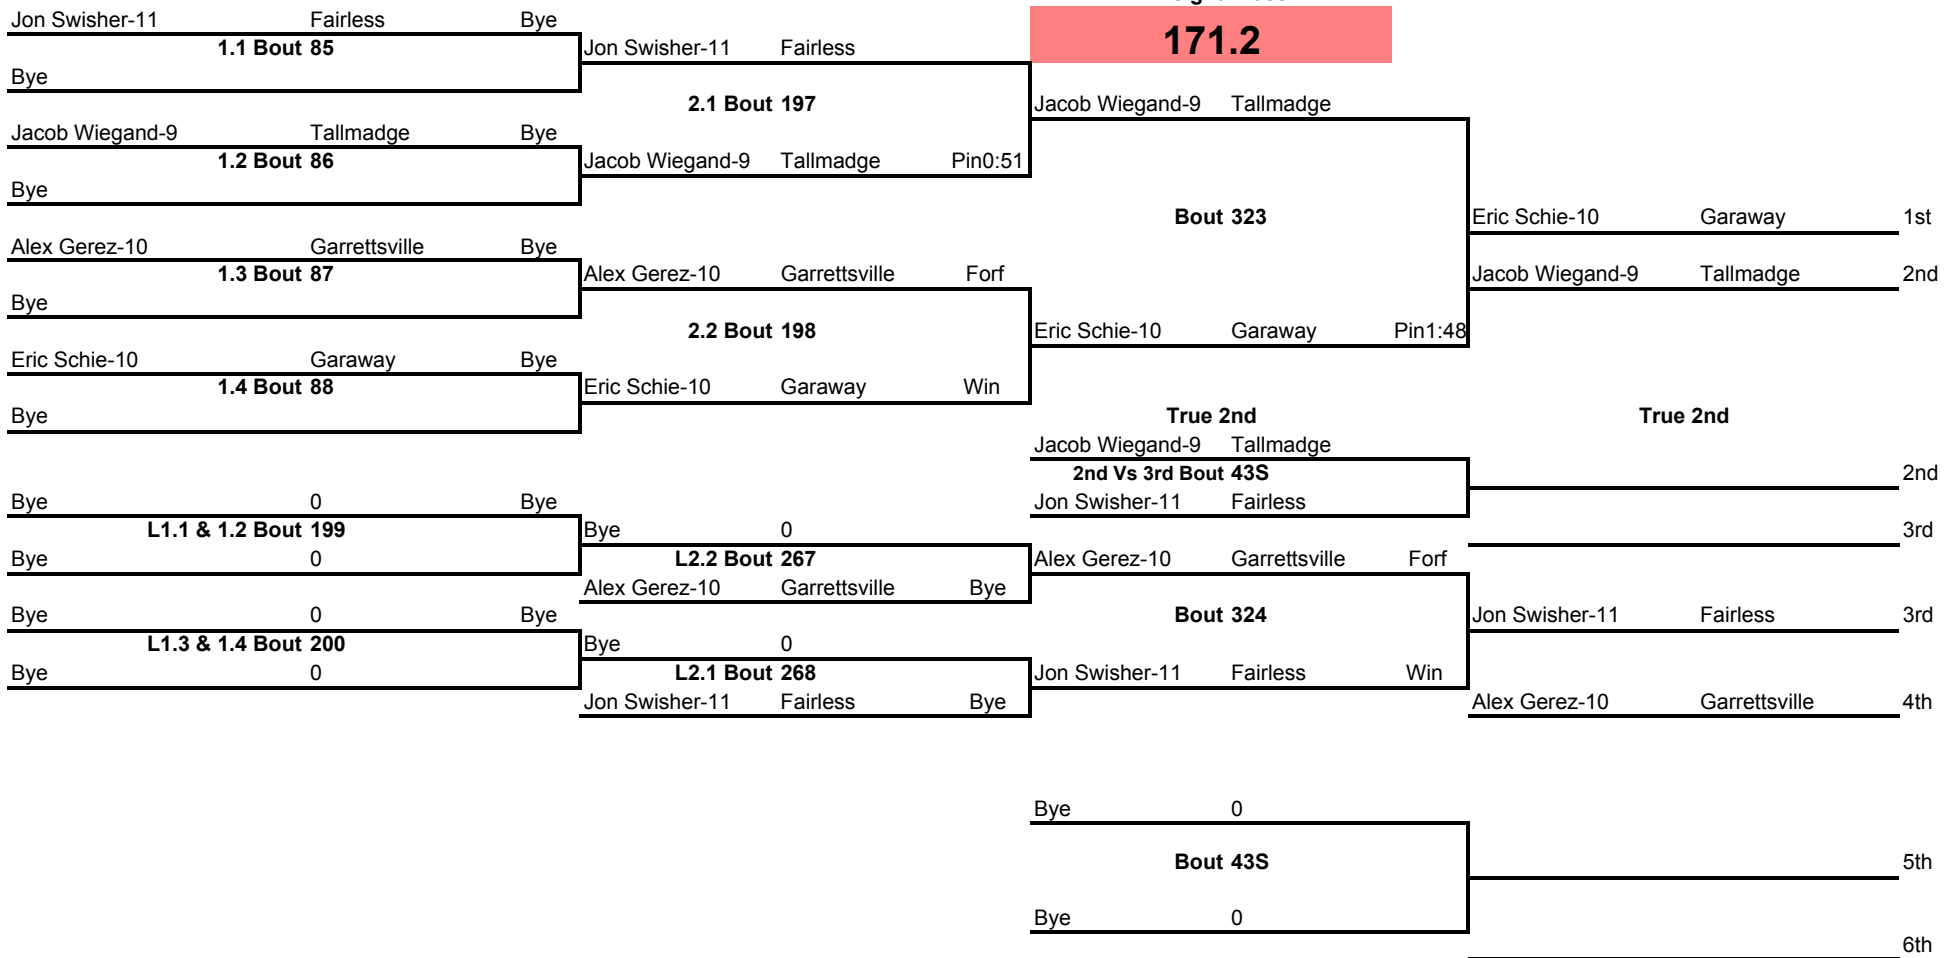 Jon Swisher-11 Fairless Bye
171.2
1.1 Bout 85 Jon Swisher-11 Fairless
Bye
2.1 Bout 197 Jacob Wiegand-9 Tallmadge
Jacob Wiegand-9 Tallmadge Bye
1.2 Bout 86 Jacob Wiegand-9 Tallmadge Pin0:51
Bye
Bout 323 Eric Schie-10 Garaway 1st
Alex Gerez-10 Garrettsville Bye
1.3 Bout 87 Alex Gerez-10 Garrettsville Forf Jacob Wiegand-9 Tallmadge 2nd
Bye
2.2 Bout 198 Eric Schie-10 Garaway Pin1:48
Eric Schie-10 Garaway Bye
1.4 Bout 88 Eric Schie-10 Garaway Win
Bye True 2nd True 2nd
Jacob Wiegand-9 Tallmadge
2nd Vs 3rd Bout 43S 2nd
Bye 0 Bye Jon Swisher-11 Fairless
L1.1 & 1.2 Bout 199 Bye 0 3rd
Bye 0 L2.2 Bout 267 Alex Gerez-10 Garrettsville Forf
Alex Gerez-10 Garrettsville Bye
Bye 0 Bye Bout 324 Jon Swisher-11 Fairless 3rd
L1.3 & 1.4 Bout 200 Bye 0
Bye 0 L2.1 Bout 268 Jon Swisher-11 Fairless Win
Jon Swisher-11 Fairless Bye Alex Gerez-10 Garrettsville 4th
Bye 0
Bout 43S 5th
Bye 0
6th